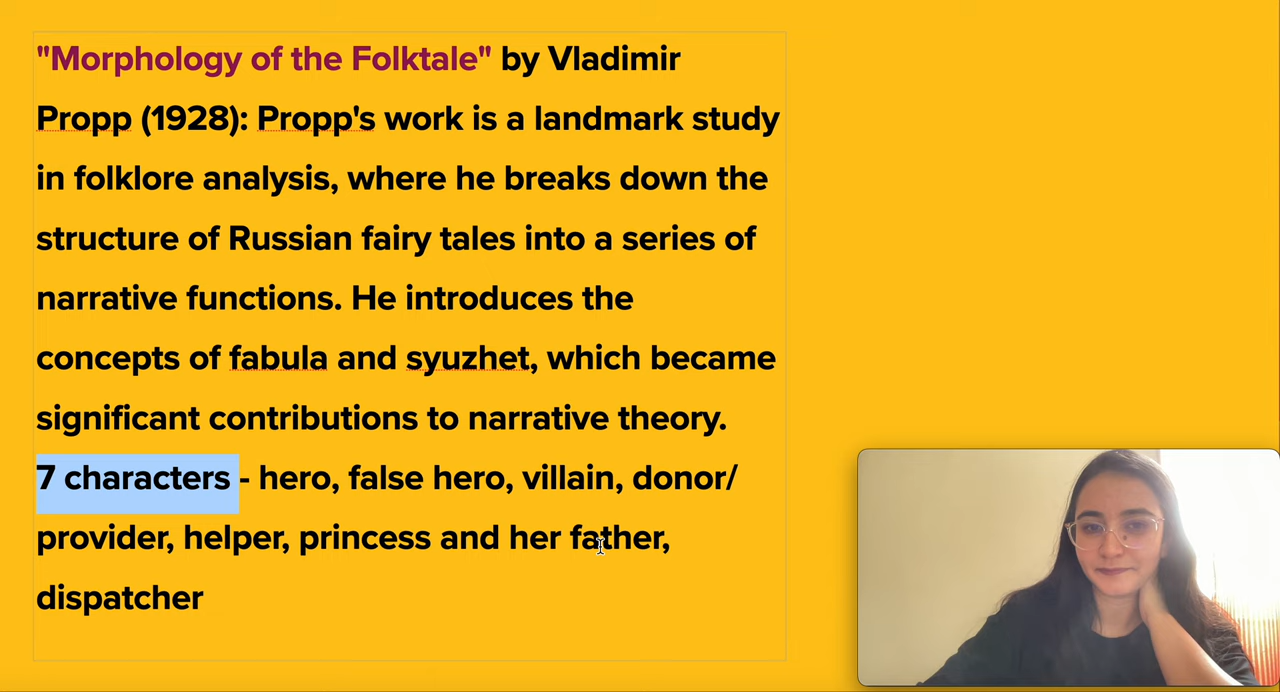 "Morphology of the Folktale" by Vladimir
Propp (1928): Propp's work is a landmark study
in folklore analysis, where he breaks down the
structure of Russian fairy tales into a series of
narrative functions. He introduces the
concepts of fabula and syuzhet, which became
significant contributions to narrative theory.
7 characters - hero, false hero, villain, donor/
provider, helper, princess and her father,
dispatcher